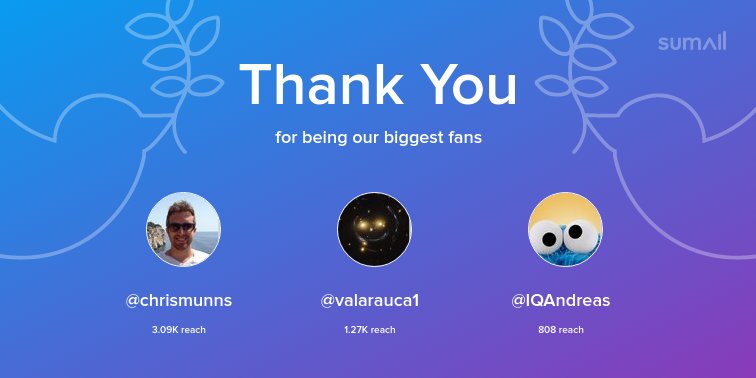 sumall
Thank You
for being our biggest fans
@chrismunns
@valarauca1
@IQAndreas
3.09K reach
1.27K reach
808 reach